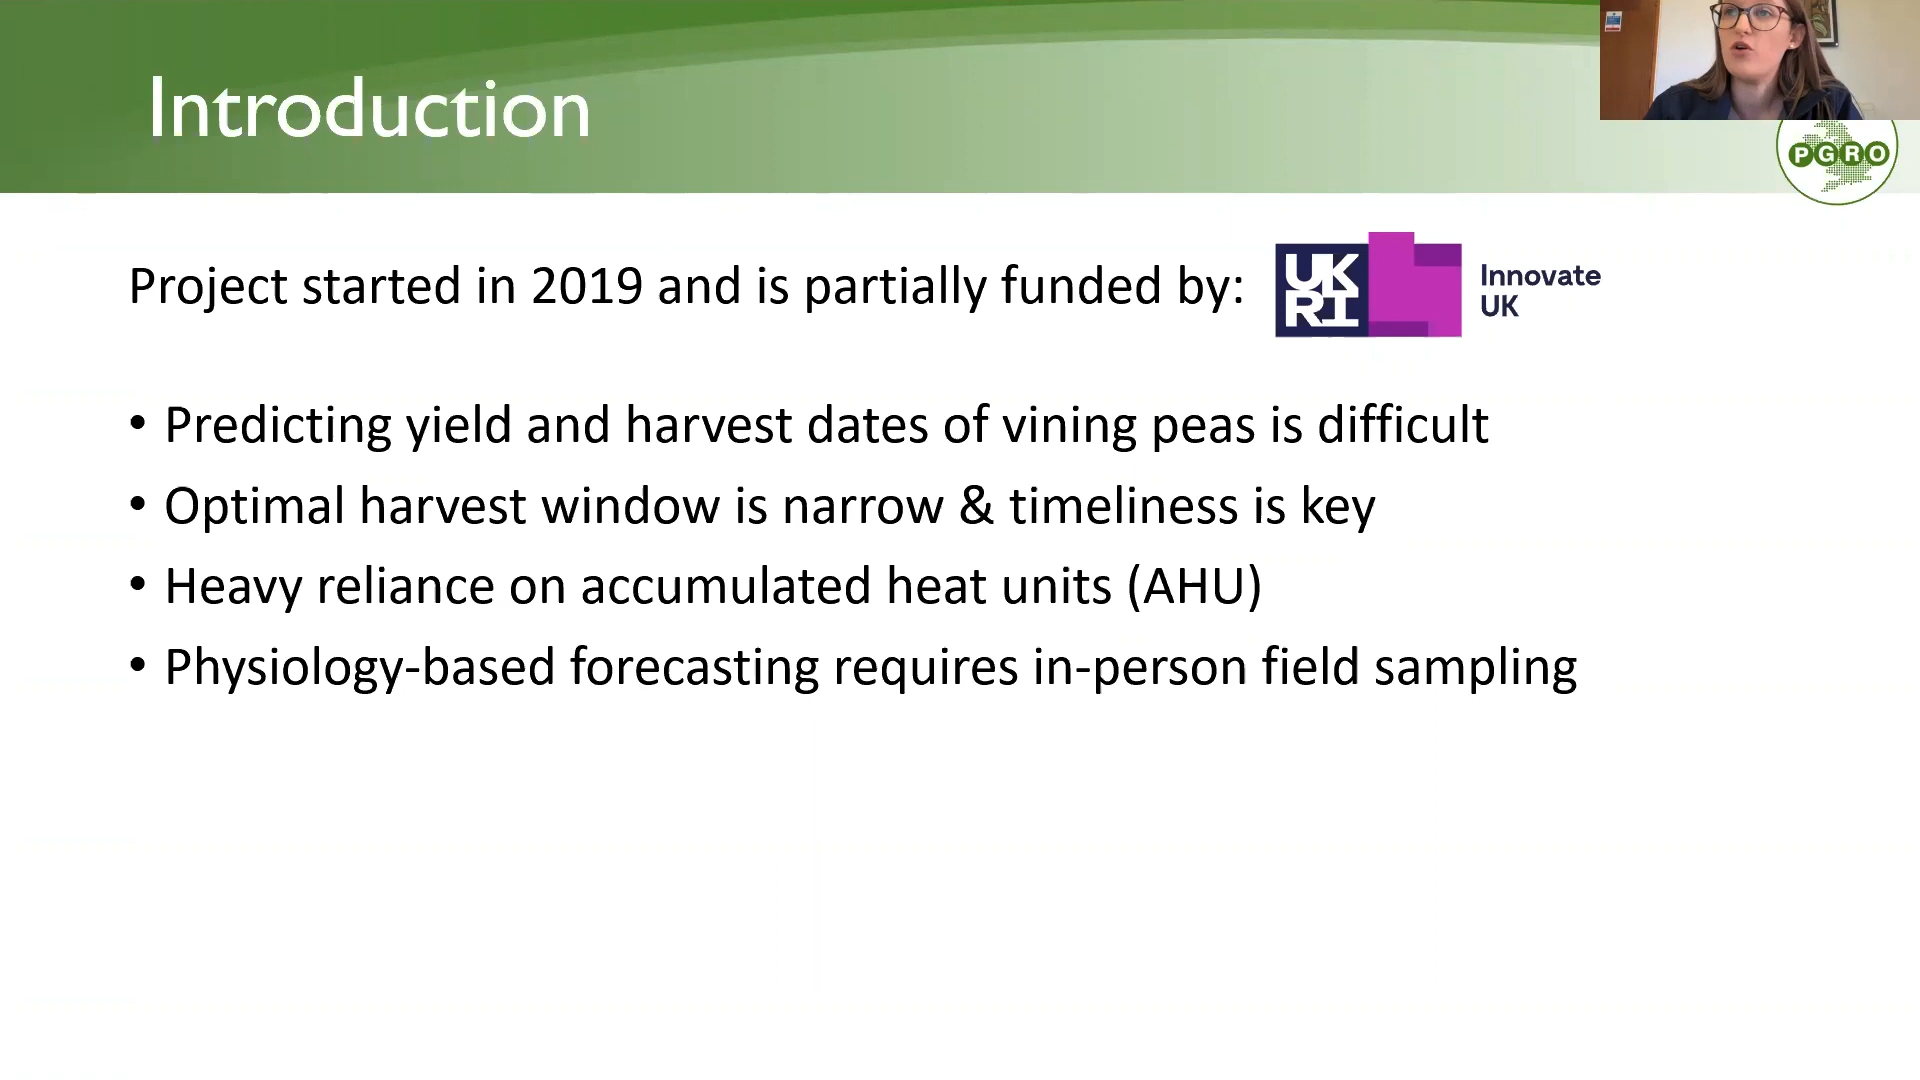 Introduction
PGRO
Project started in 2019 and is partially funded by:
UK
RI
Innovate
UK
• Predicting yield and harvest dates of vining peas is difficult
• Optimal harvest window is narrow & timeliness is key
• Heavy reliance on accumulated heat units (AHU)
• Physiology-based forecasting requires in-person field sampling